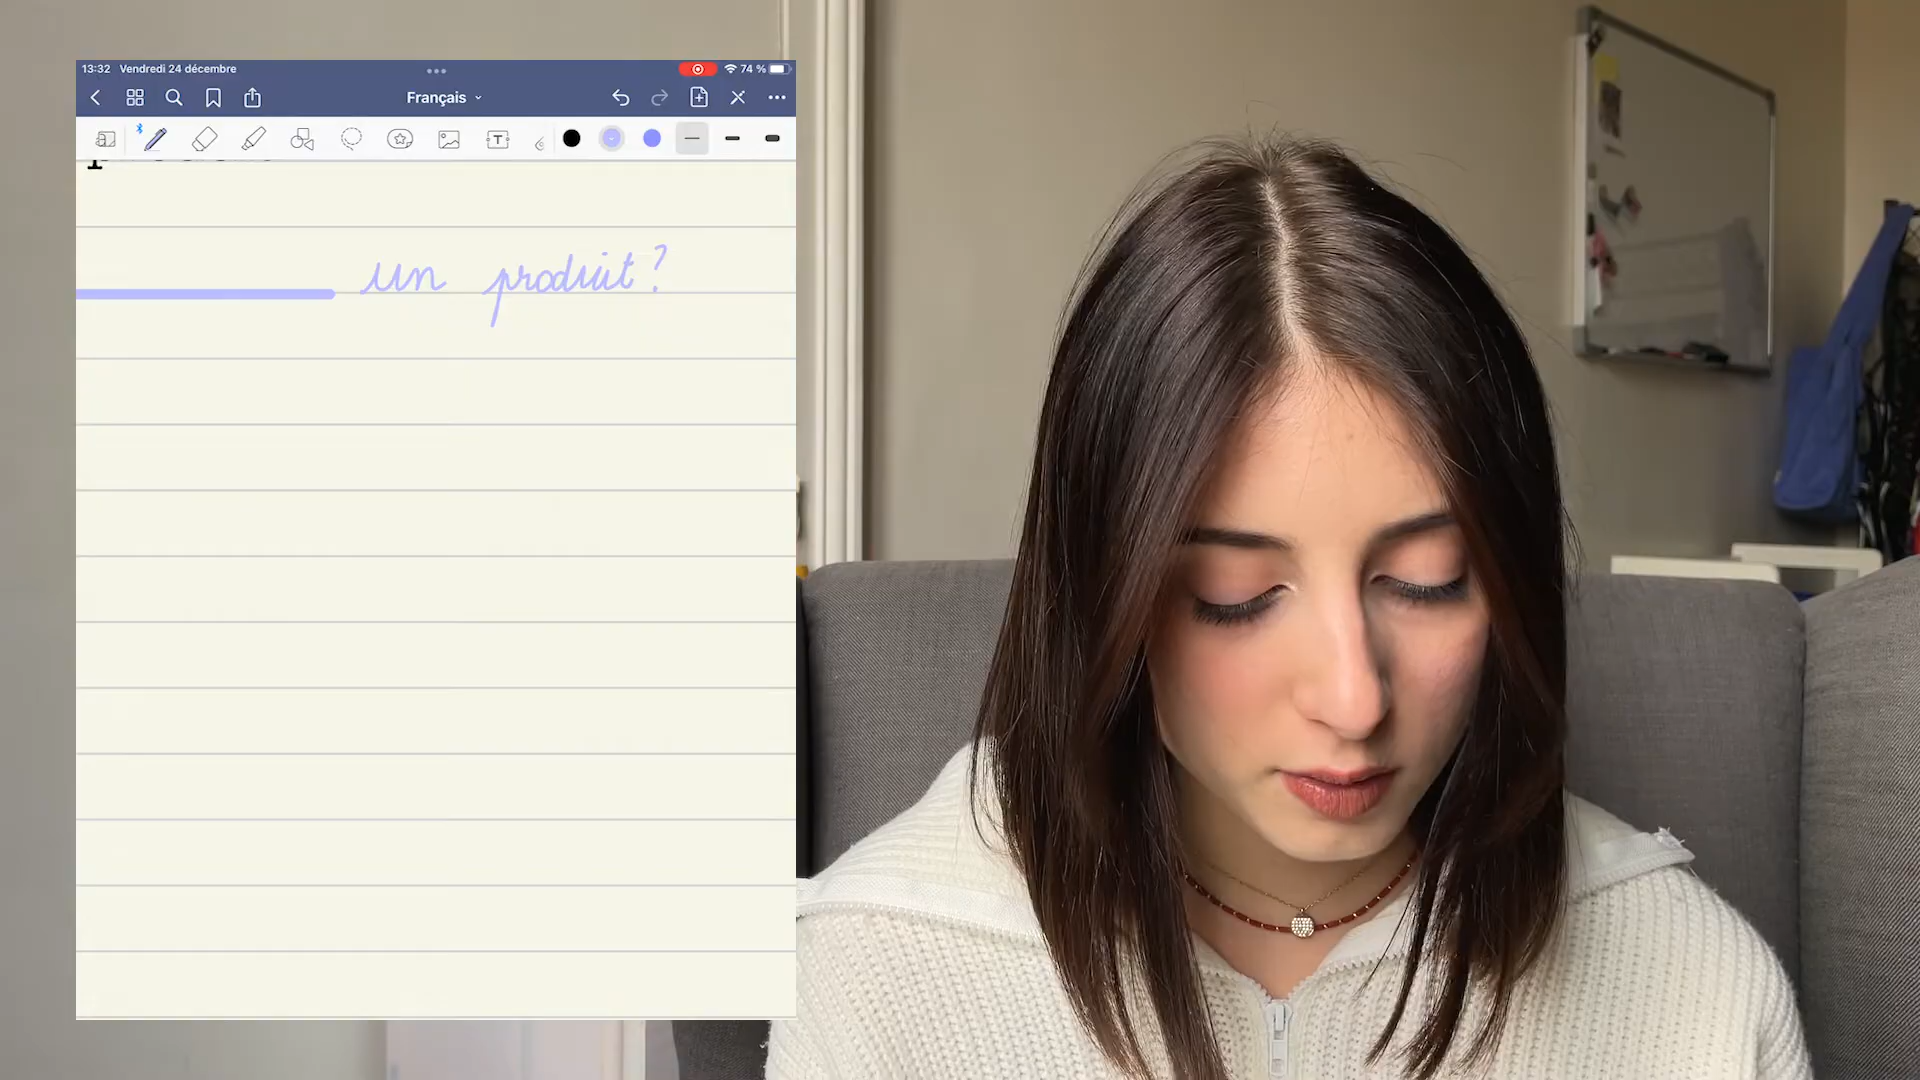 13:32 Vendredi 24 décembre 74 %
Français
T
un produit?